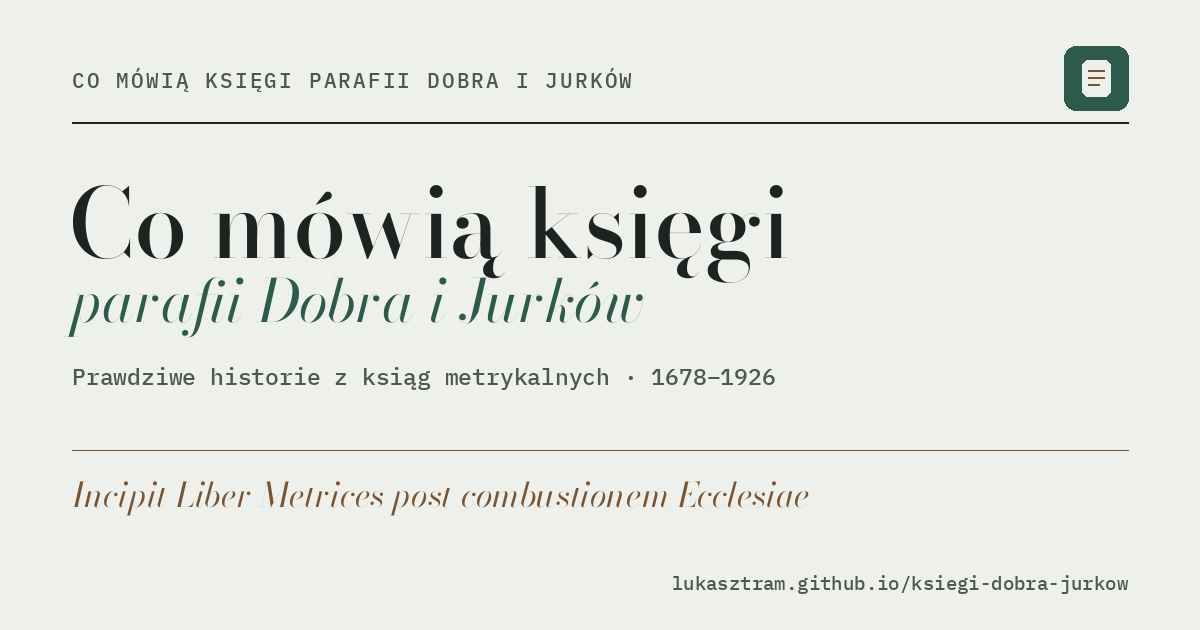 CO MÓWIĄ KSIĘGI PARAFII DOBRA I JURKÓW
Co mówią księgi
parafii Dobra i Jurków
Prawdziwe historie z ksiąg metrykalnych · 1678–1926
Incipit Liber Metrices post combustionem Ecclesiae
lukasztram.github.io/ksiegi-dobra-jurkow